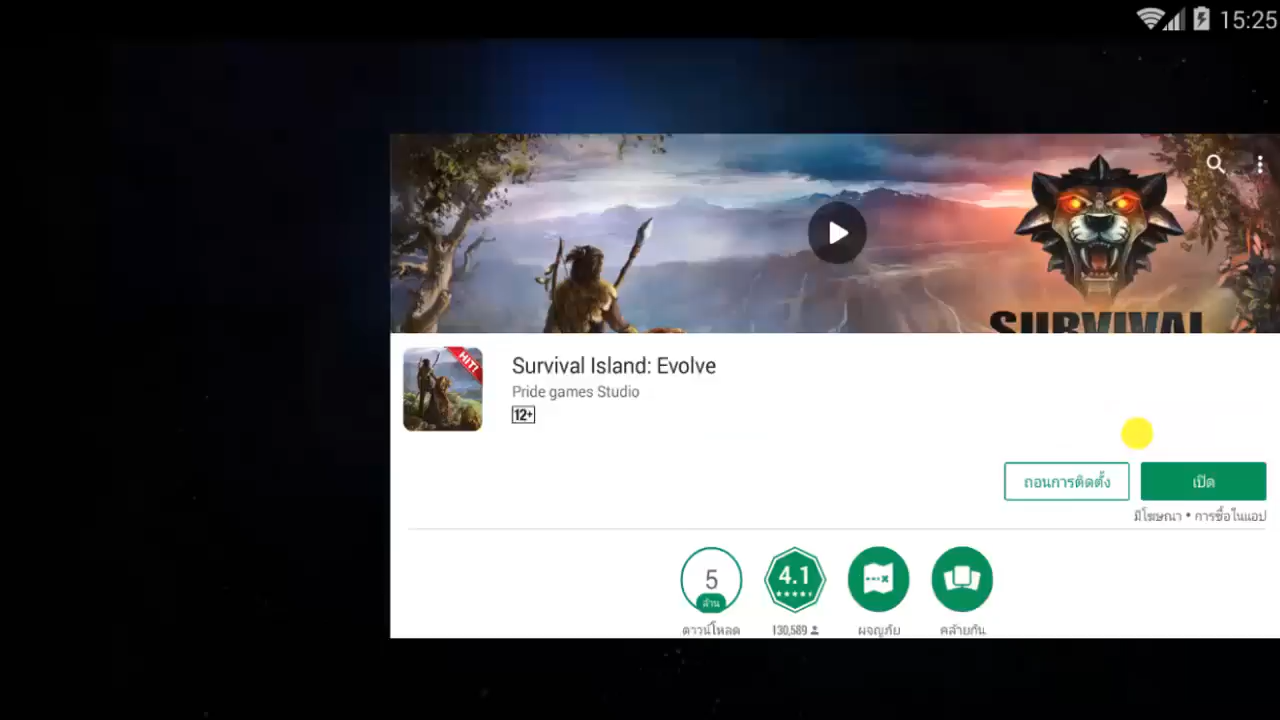 15:25
SURVIVAL
HIT!
Survival Island: Evolve
Pride games Studio
12+
ถอนการติดตั้ง
เปิด
มีโฆษณา • การซื้อในแอป
5
ล้าน
4.1
ดาวน์โหลด
130,589
ผจญภัย
คล้ายกัน